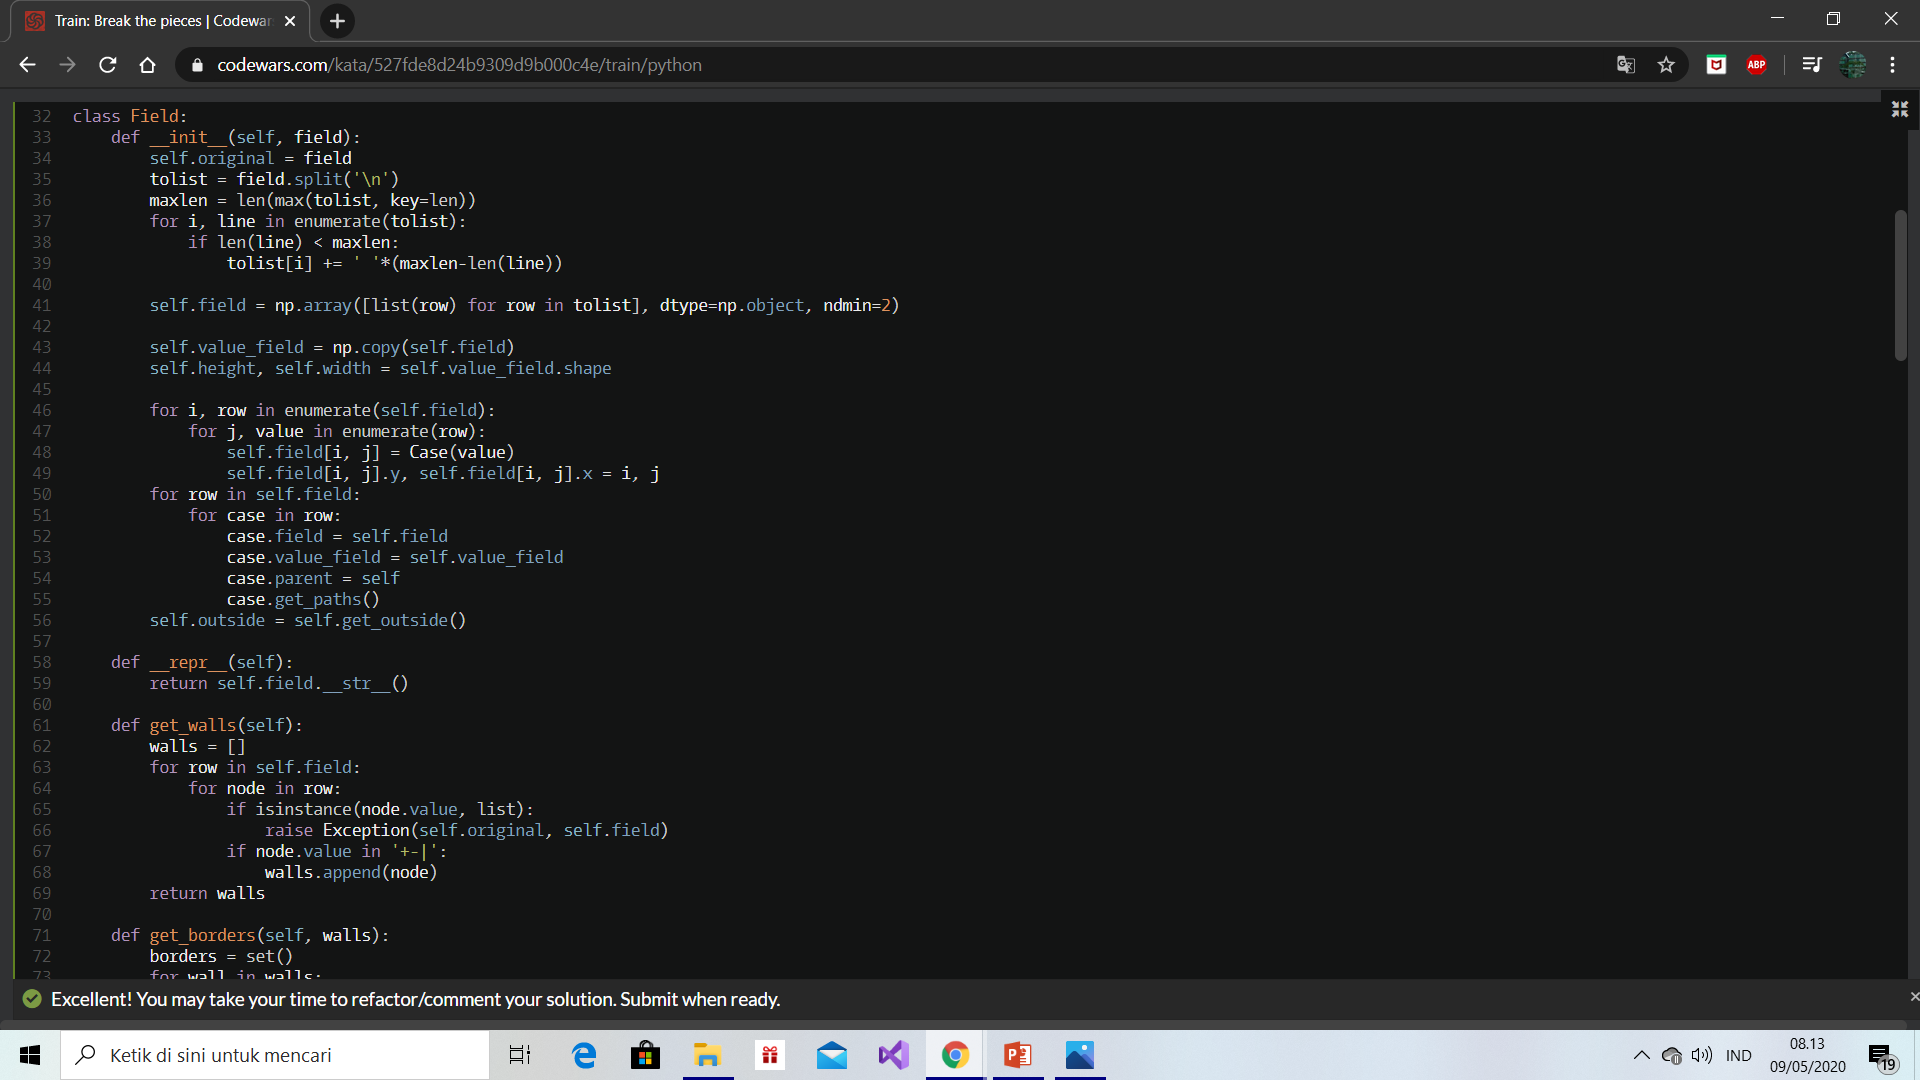 Train: Break the pieces | Codewar
codewars.com/kata/527fde8d24b9309d9b000c4e/train/python
ABP
32 class Field:
33     def __init__(self, field):
34         self.original = field
35         tolist = field.split('\n')
36         maxlen = len(max(tolist, key=len))
37         for i, line in enumerate(tolist):
38             if len(line) < maxlen:
39                 tolist[i] += ' '*(maxlen-len(line))
40
41         self.field = np.array([list(row) for row in tolist], dtype=np.object, ndmin=2)
42
43         self.value_field = np.copy(self.field)
44         self.height, self.width = self.value_field.shape
45
46         for i, row in enumerate(self.field):
47             for j, value in enumerate(row):
48                 self.field[i, j] = Case(value)
49                 self.field[i, j].y, self.field[i, j].x = i, j
50         for row in self.field:
51             for case in row:
52                 case.field = self.field
53                 case.value_field = self.value_field
54                 case.parent = self
55                 case.get_paths()
56         self.outside = self.get_outside()
57
58     def __repr__(self):
59         return self.field.__str__()
60
61     def get_walls(self):
62         walls = []
63         for row in self.field:
64             for node in row:
65                 if isinstance(node.value, list):
66                     raise Exception(self.original, self.field)
67                 if node.value in '+-|':
68                     walls.append(node)
69         return walls
70
71     def get_borders(self, walls):
72         borders = set()
73         for wall in walls:
Excellent! You may take your time to refactor/comment your solution. Submit when ready.
Ketik di sini untuk mencari
IND
08.13
09/05/2020
19